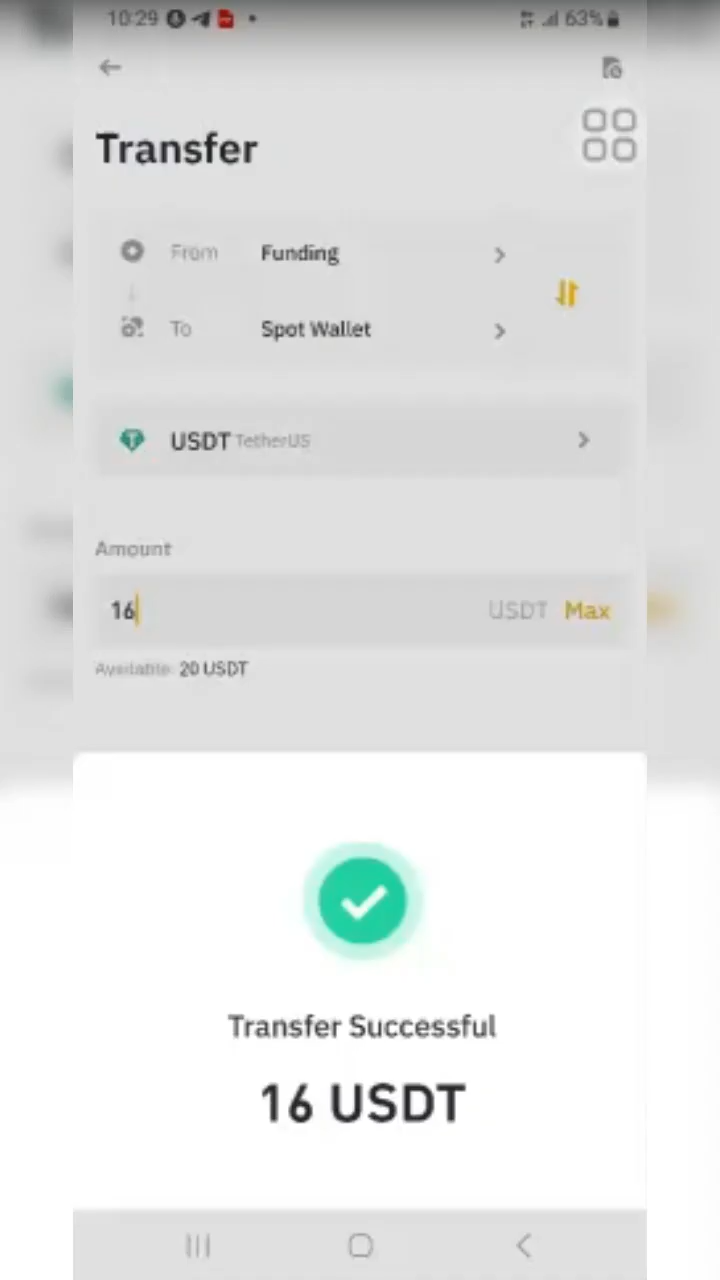 10:29 63%
Transfer
From Funding
To Spot Wallet
USDT TetherUS
Amount
16 USDT Max
Available: 20 USDT
Transfer Successful
16 USDT